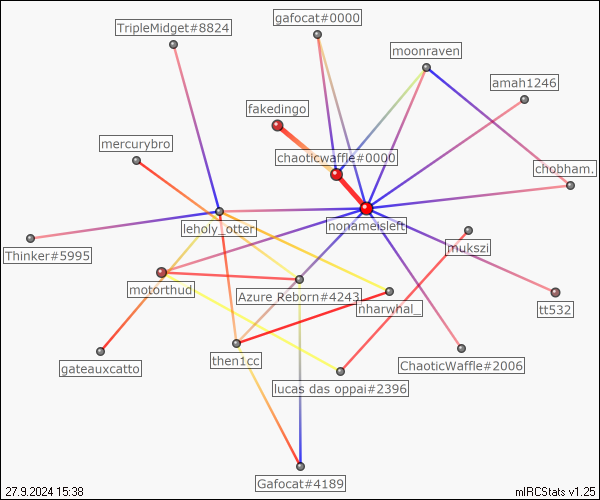 gafocat#0000
TripleMidget#8824
moonraven
amah1246
fakedingo
mercurybro
chaoticwaffle#0000
chobham.
leholy_otter
nonameisleft
mukszi
Thinker#5995
motorthud
Azure Reborn#4243
nharwhal_
tt532
then1cc
gateauxcatto
ChaoticWaffle#2006
lucas das oppai#2396
Gafocat#4189
27.9.2024 15:38
mIRCStats v1.25